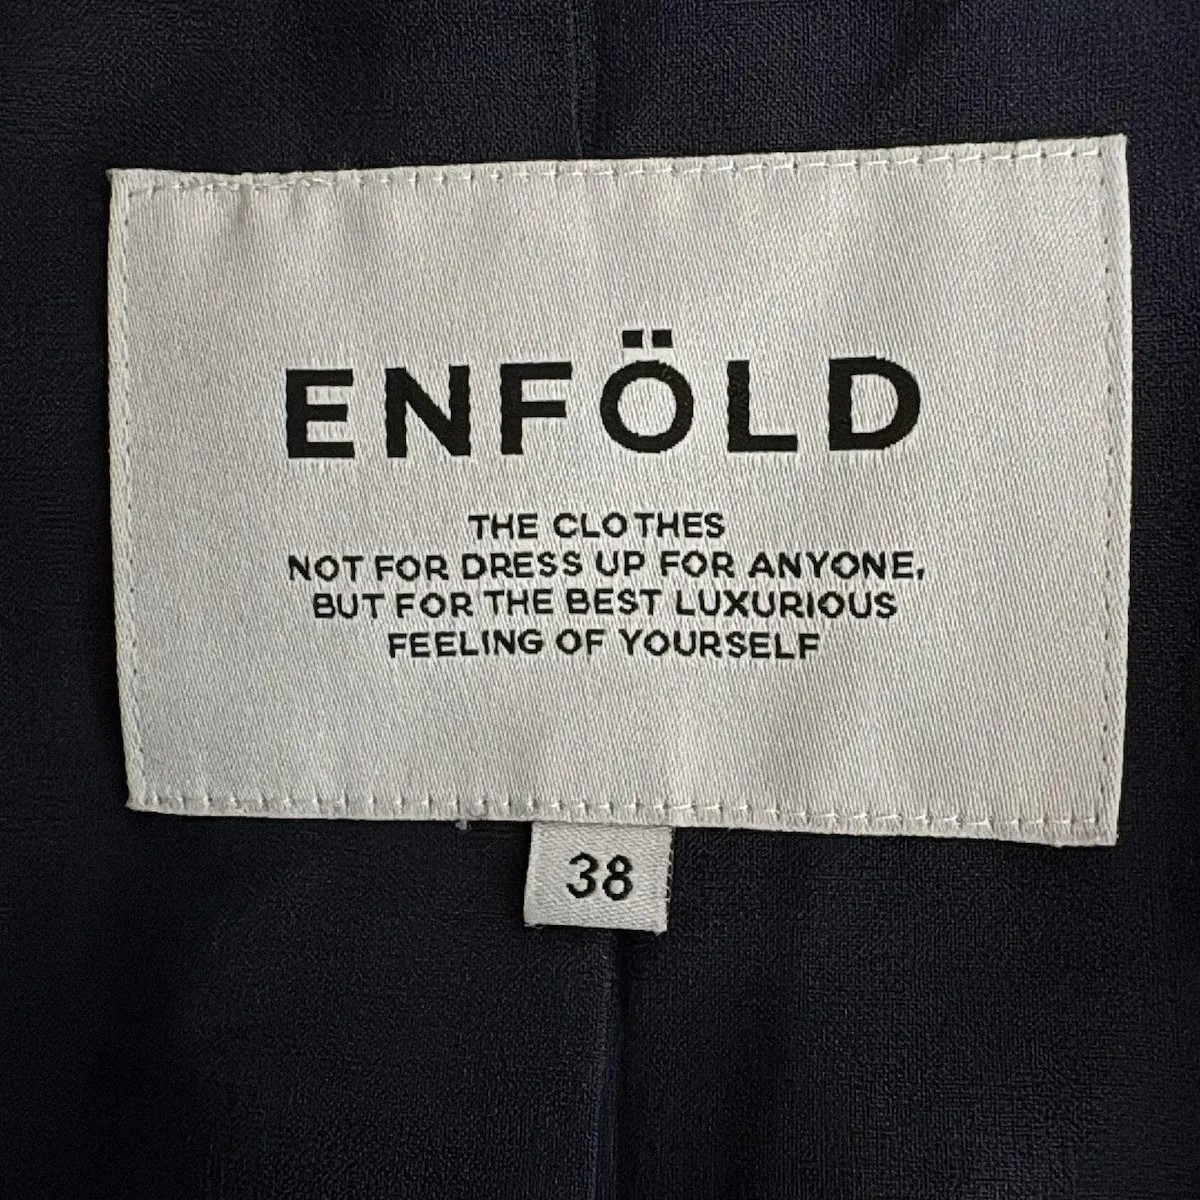 ENFÖLD
THE CLOTHES
NOT FOR DRESS UP FOR ANYONE,
BUT FOR THE BEST LUXURIOUS
FEELING OF YOURSELF
38